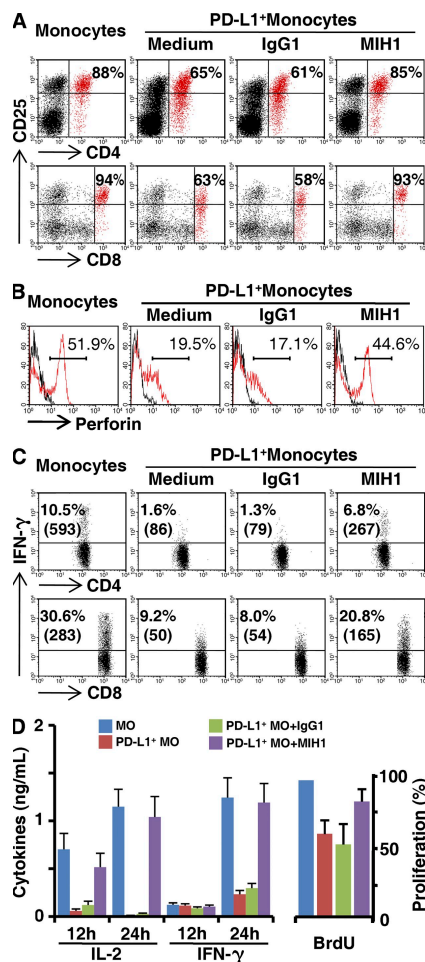 A
PD-L1⁺Monocytes
Monocytes
Medium IgG1 MIH1
88% 65% 61% 85%
CD25
CD4
94% 63% 58% 93%
CD8
B
PD-L1⁺Monocytes
Monocytes
Medium IgG1 MIH1
51.9% 19.5% 17.1% 44.6%
Perforin
C
PD-L1⁺Monocytes
Monocytes
Medium IgG1 MIH1
10.5% 1.6% 1.3% 6.8%
(593) (86) (79) (267)
IFN-γ
CD4
30.6% 9.2% 8.0% 20.8%
(283) (50) (54) (165)
CD8
D
MO PD-L1⁺ MO+IgG1
PD-L1⁺ MO PD-L1⁺ MO+MIH1
Cytokines (ng/mL)
2
1
0
12h 24h 12h 24h
IL-2 IFN-γ
BrdU
100
50
0
Proliferation (%)